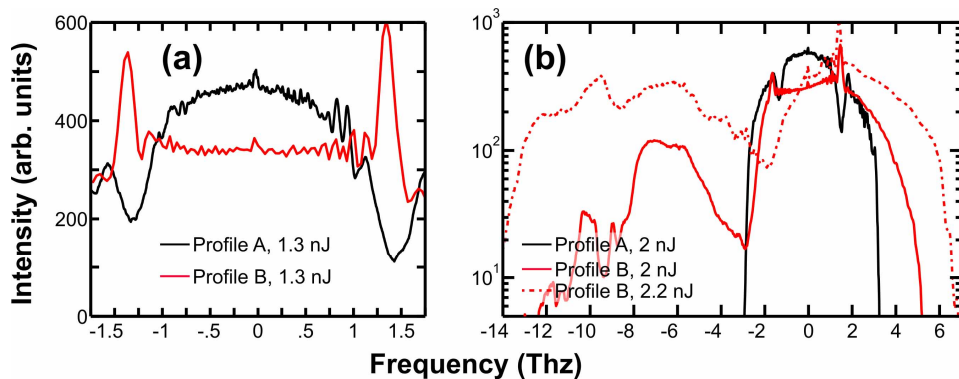 600
400
200
0
Intensity (arb. units)
(a)
Profile A, 1.3 nJ
Profile B, 1.3 nJ
-1.5 -1 -.5 0 .5 1 1.5
10³
10²
10¹
(b)
Profile A, 2 nJ
Profile B, 2 nJ
Profile B, 2.2 nJ
-14 -12 -10 -8 -6 -4 -2 0 2 4 6
Frequency (Thz)